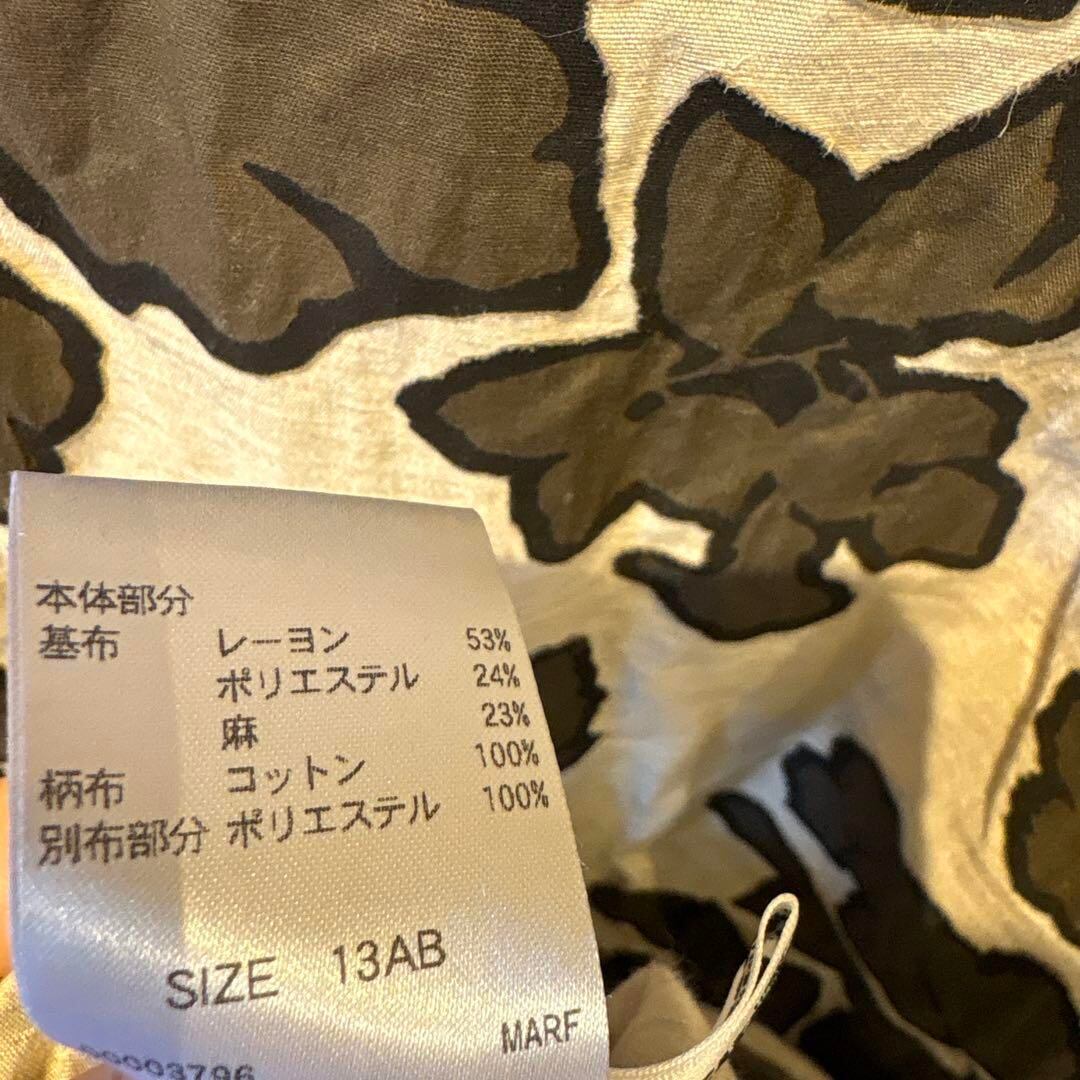 本体部分
基布 レーヨン 53%
ポリエステル 24%
麻 23%
柄布 コットン 100%
別布部分 ポリエステル 100%
SIZE 13AB
MARF
00003796